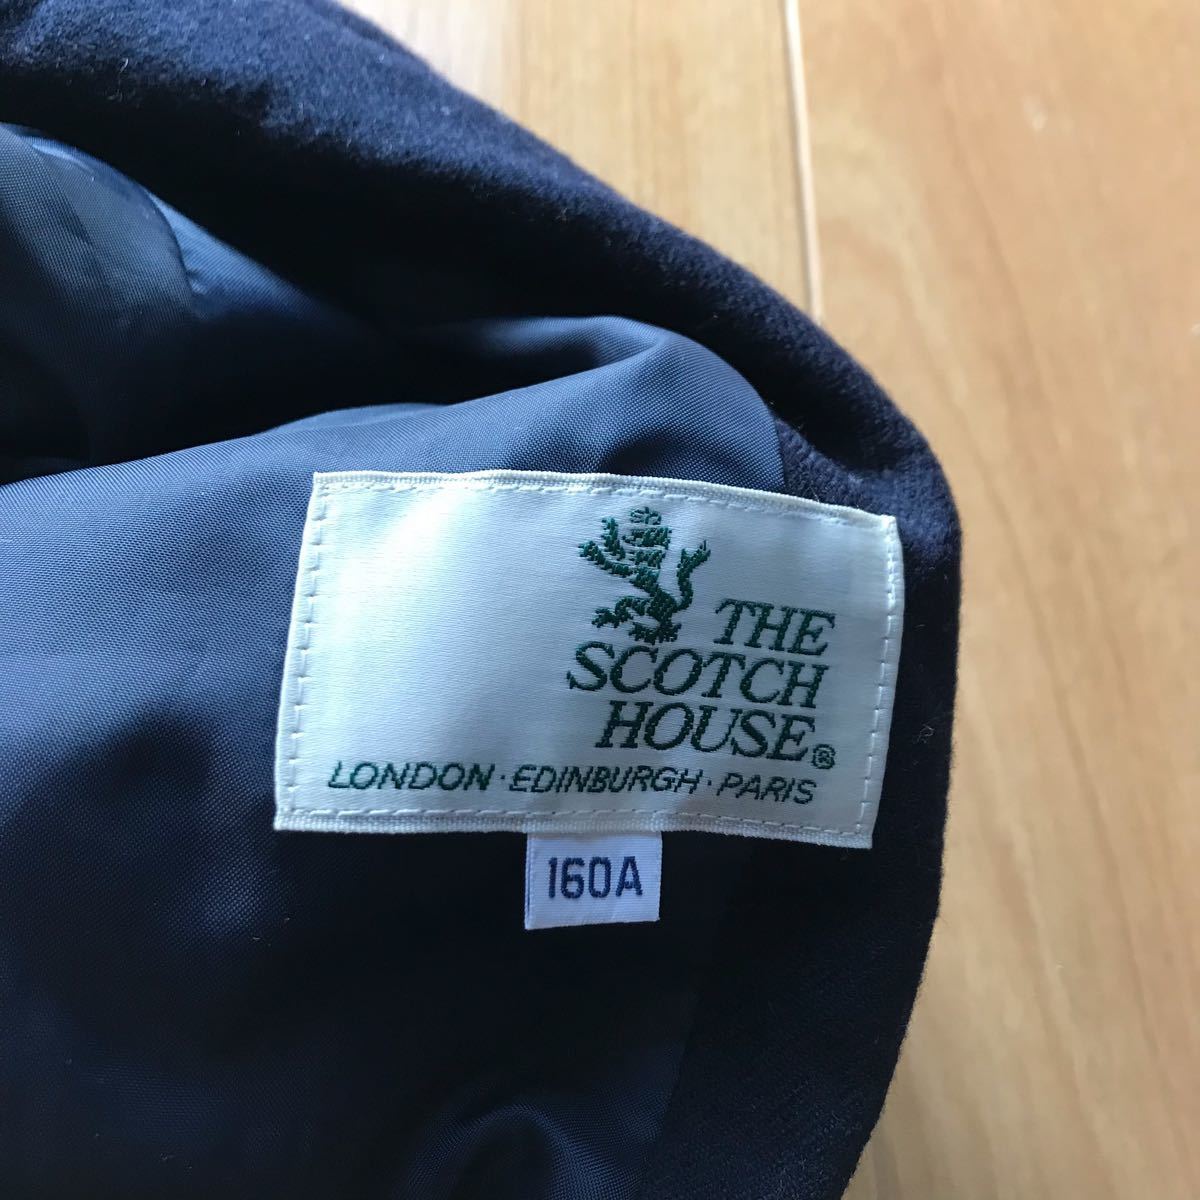 THE
SCOTCH
HOUSE®
LONDON · EDINBURGH · PARIS
160A